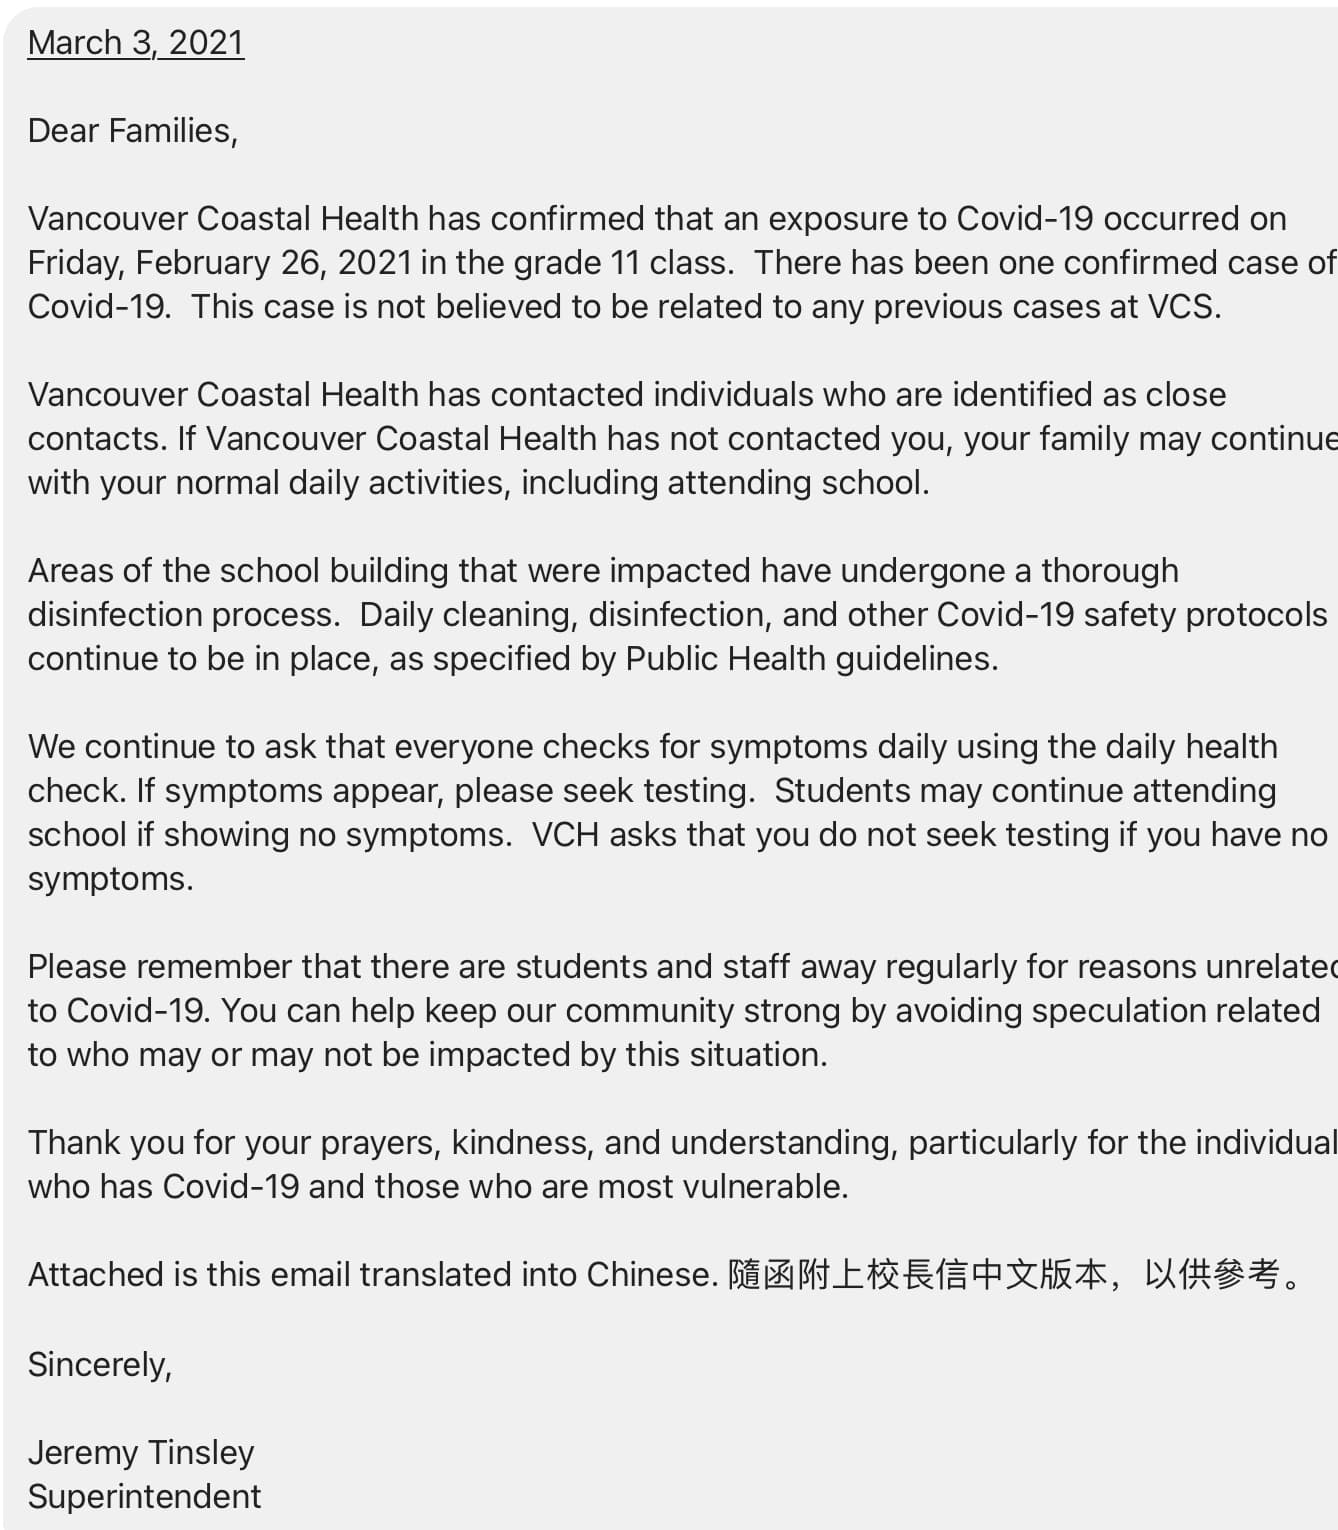 March 3, 2021
Dear Families,
Vancouver Coastal Health has confirmed that an exposure to Covid-19 occurred on
Friday, February 26, 2021 in the grade 11 class.  There has been one confirmed case of
Covid-19.  This case is not believed to be related to any previous cases at VCS.
Vancouver Coastal Health has contacted individuals who are identified as close
contacts. If Vancouver Coastal Health has not contacted you, your family may continue
with your normal daily activities, including attending school.
Areas of the school building that were impacted have undergone a thorough
disinfection process.  Daily cleaning, disinfection, and other Covid-19 safety protocols
continue to be in place, as specified by Public Health guidelines.
We continue to ask that everyone checks for symptoms daily using the daily health
check. If symptoms appear, please seek testing.  Students may continue attending
school if showing no symptoms.  VCH asks that you do not seek testing if you have no
symptoms.
Please remember that there are students and staff away regularly for reasons unrelated
to Covid-19. You can help keep our community strong by avoiding speculation related
to who may or may not be impacted by this situation.
Thank you for your prayers, kindness, and understanding, particularly for the individual
who has Covid-19 and those who are most vulnerable.
Attached is this email translated into Chinese. 隨函附上校長信中文版本，以供參考。
Sincerely,
Jeremy Tinsley
Superintendent